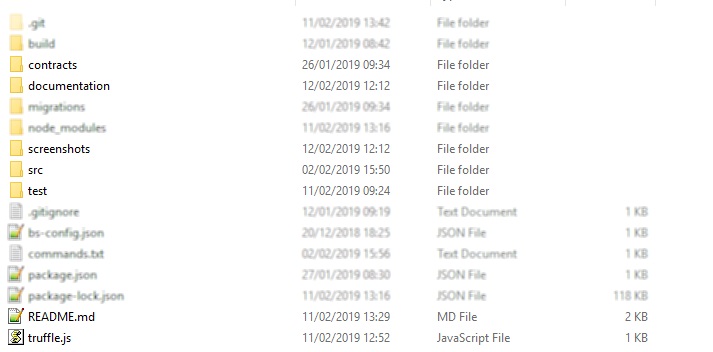 .git 11/02/2019 13:42 File folder
build 12/01/2019 08:42 File folder
contracts 26/01/2019 09:34 File folder
documentation 12/02/2019 12:12 File folder
migrations 26/01/2019 09:34 File folder
node_modules 11/02/2019 13:16 File folder
screenshots 12/02/2019 12:12 File folder
src 02/02/2019 15:50 File folder
test 11/02/2019 09:24 File folder
.gitignore 12/01/2019 09:19 Text Document 1 KB
bs-config.json 20/12/2018 18:25 JSON File 1 KB
commands.txt 02/02/2019 15:56 Text Document 1 KB
package.json 27/01/2019 08:30 JSON File 1 KB
package-lock.json 11/02/2019 13:16 JSON File 118 KB
README.md 11/02/2019 13:29 MD File 2 KB
truffle.js 11/02/2019 12:52 JavaScript File 1 KB